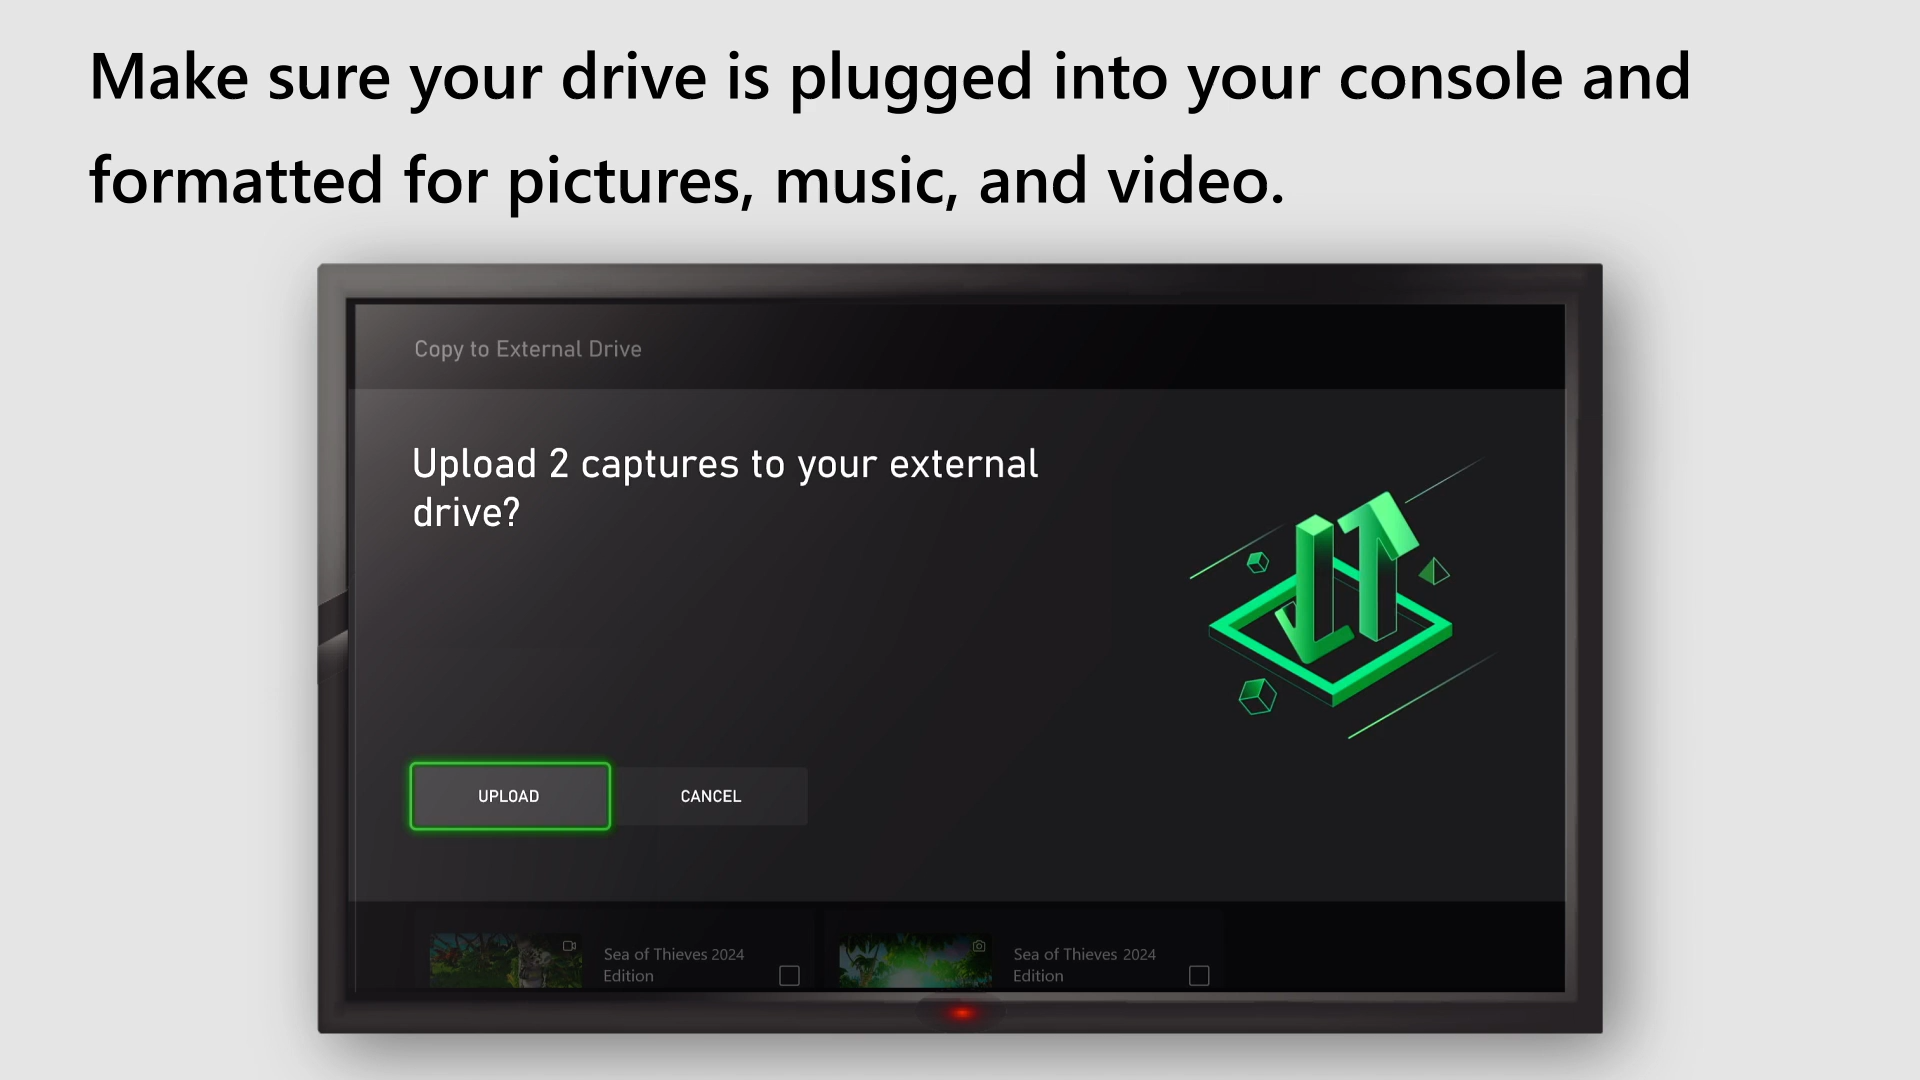 Make sure your drive is plugged into your console and
formatted for pictures, music, and video.
Copy to External Drive
Upload 2 captures to your external
drive?
UPLOAD
CANCEL
Sea of Thieves 2024
Edition
Sea of Thieves 2024
Edition